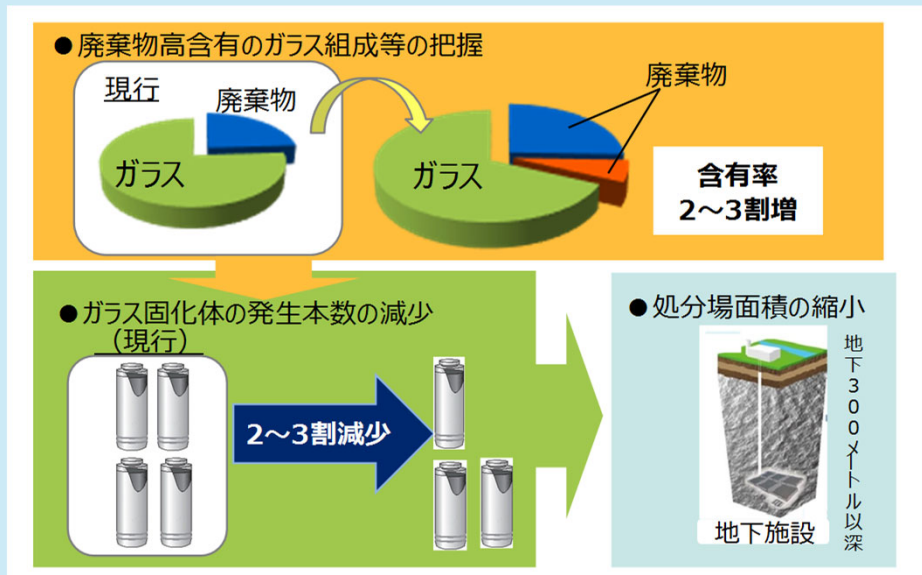 ●廃棄物高含有のガラス組成等の把握
現行
廃棄物
ガラス
廃棄物
ガラス
含有率
2～3割増
●ガラス固化体の発生本数の減少
（現行）
2～3割減少
●処分場面積の縮小
地下300メートル以深
地下施設